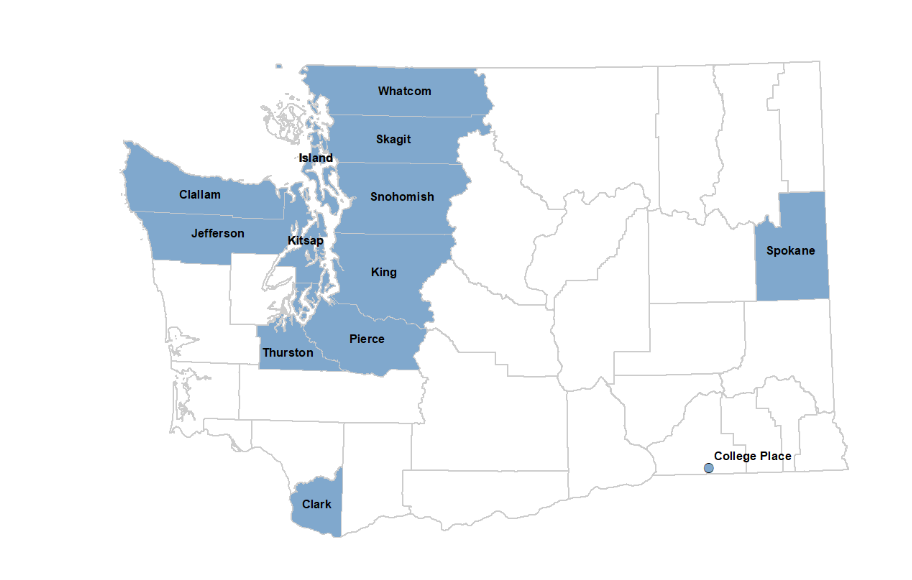 Whatcom
Skagit
Island
Clallam
Snohomish
Jefferson
Kitsap
Spokane
King
Pierce
Thurston
College Place
Clark